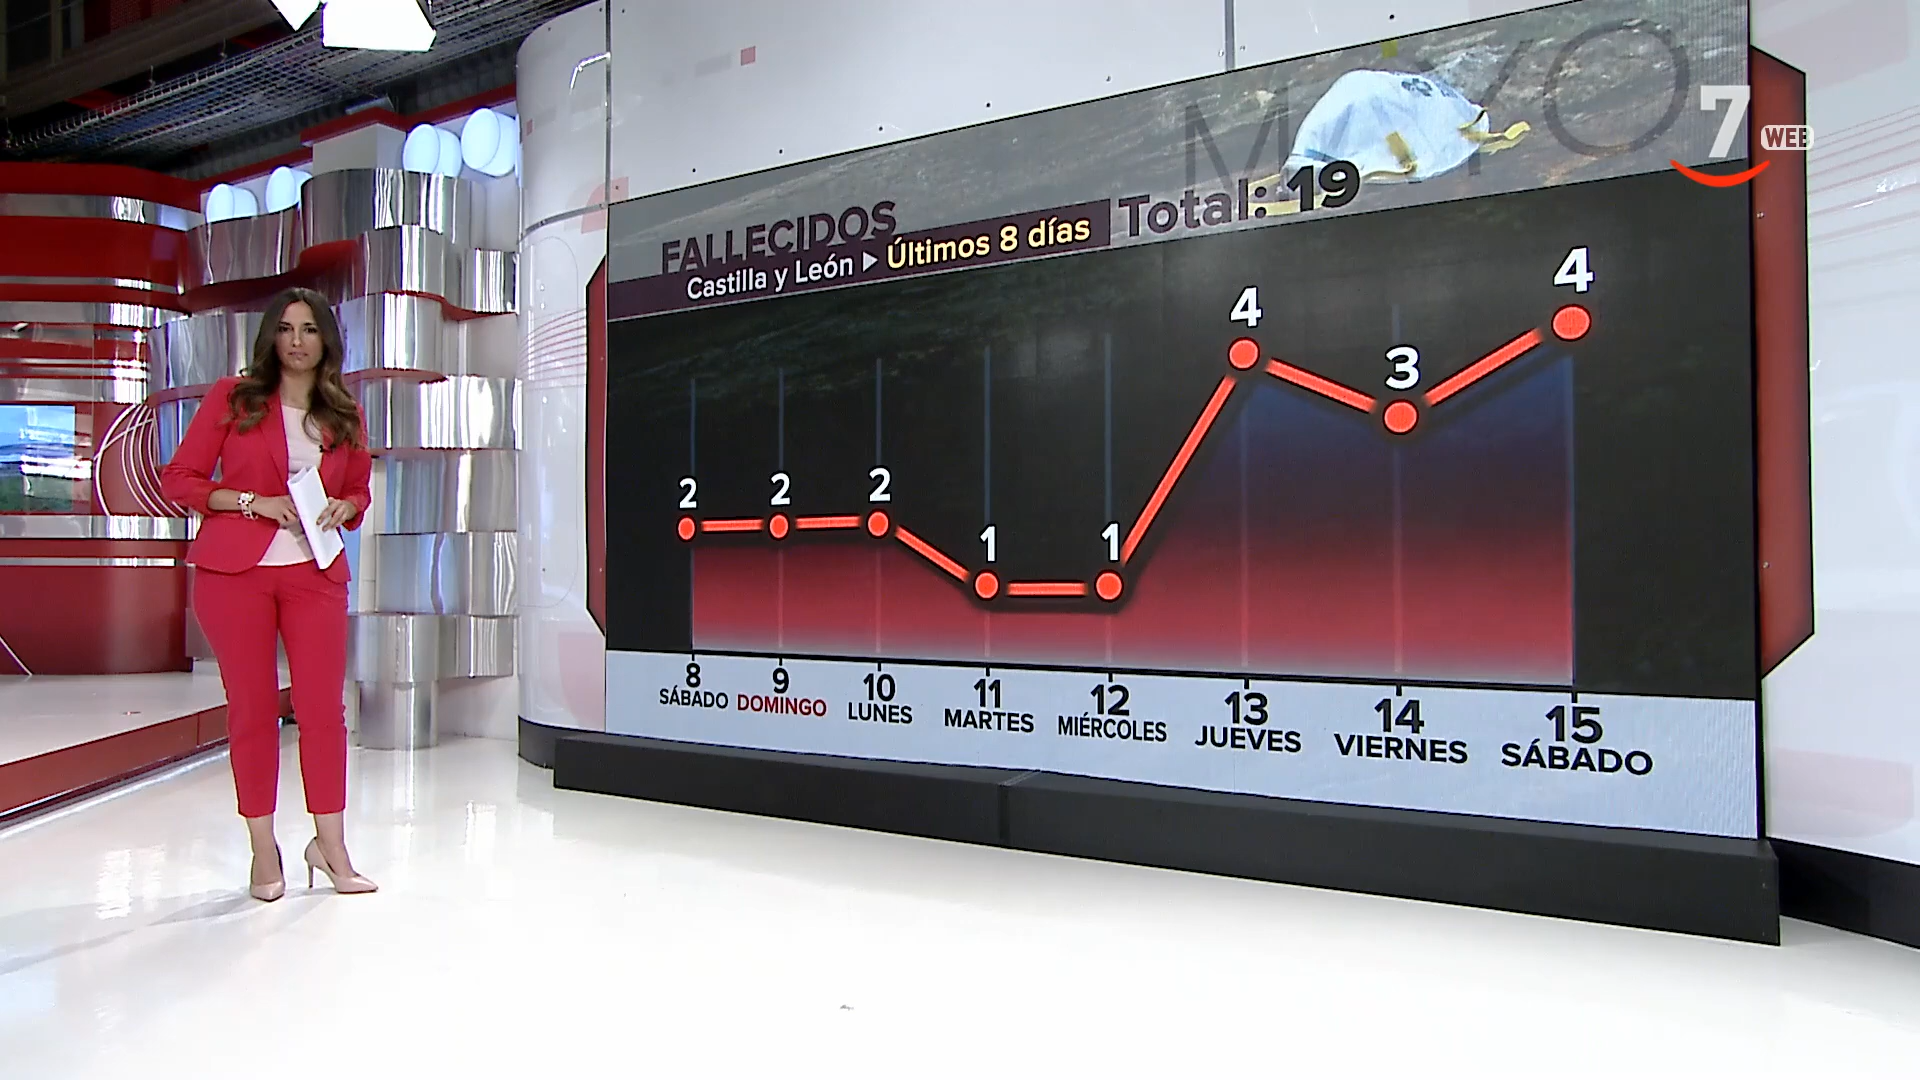 MAYO
7
WEB
FALLECIDOS
Total: 19
Castilla y León ▶ Últimos 8 días
2 2 2 1 1 4 3 4
8 9 10 11 12 13 14 15
SÁBADO DOMINGO LUNES MARTES MIÉRCOLES JUEVES VIERNES SÁBADO